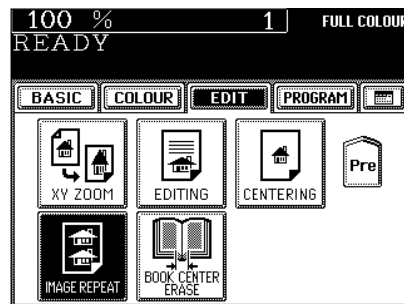 100 % 1 FULL COLOUR
READY
BASIC COLOUR EDIT PROGRAM
XY ZOOM EDITING CENTERING Pre
IMAGE REPEAT BOOK CENTER
ERASE